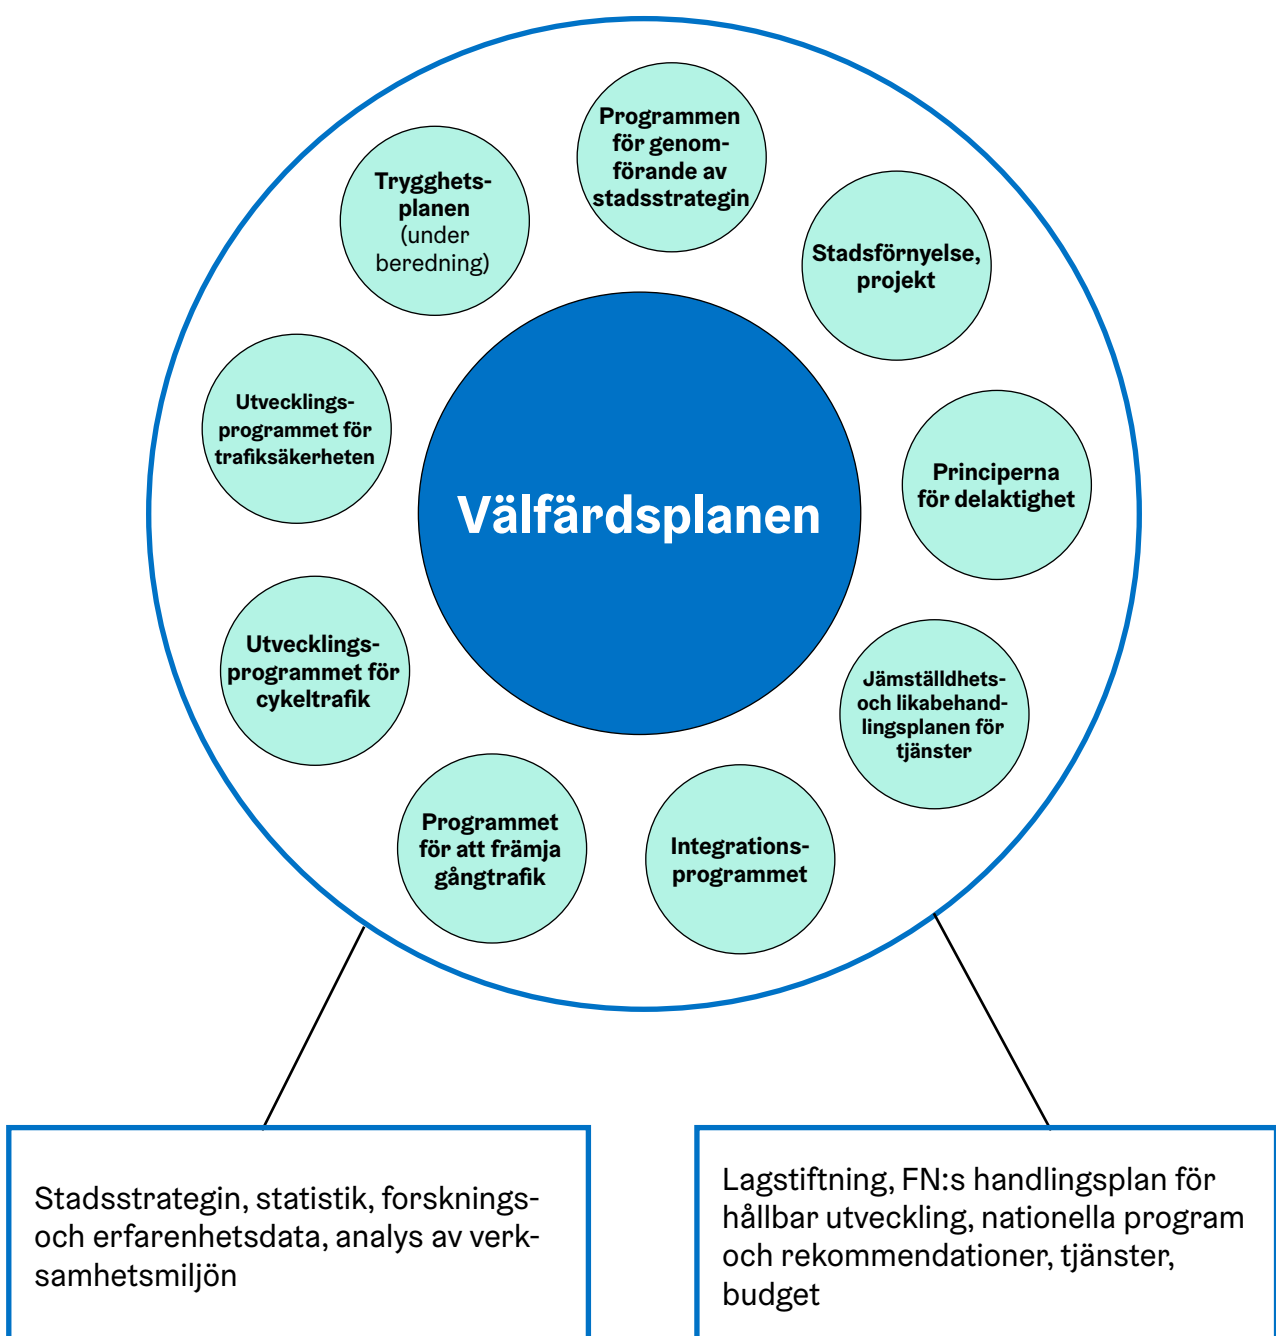 Programmen
för genom-
förande av
stadsstrategin
Trygghets-
planen
(under
beredning)
Stadsförnyelse,
projekt
Utvecklings-
programmet för
trafiksäkerheten
Principerna
för delaktighet
Välfärdsplanen
Utvecklings-
programmet för
cykeltrafik
Jämställdhets-
och likabehand-
lingsplanen för
tjänster
Programmet
för att främja
gångtrafik
Integrations-
programmet
Stadsstrategin, statistik, forsknings-
och erfarenhetsdata, analys av verk-
samhetsmiljön
Lagstiftning, FN:s handlingsplan för
hållbar utveckling, nationella program
och rekommendationer, tjänster,
budget